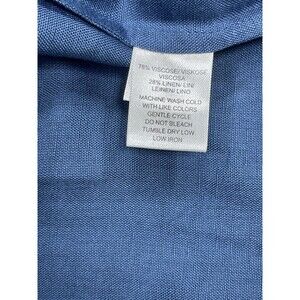 78% VISCOSE/VISKOSE
VISCOSA
28% LINEN/LIN/
LEINEN/LINO
MACHINE WASH COLD
WITH LIKE COLORS
GENTLE CYCLE
DO NOT BLEACH
TUMBLE DRY LOW
LOW IRON